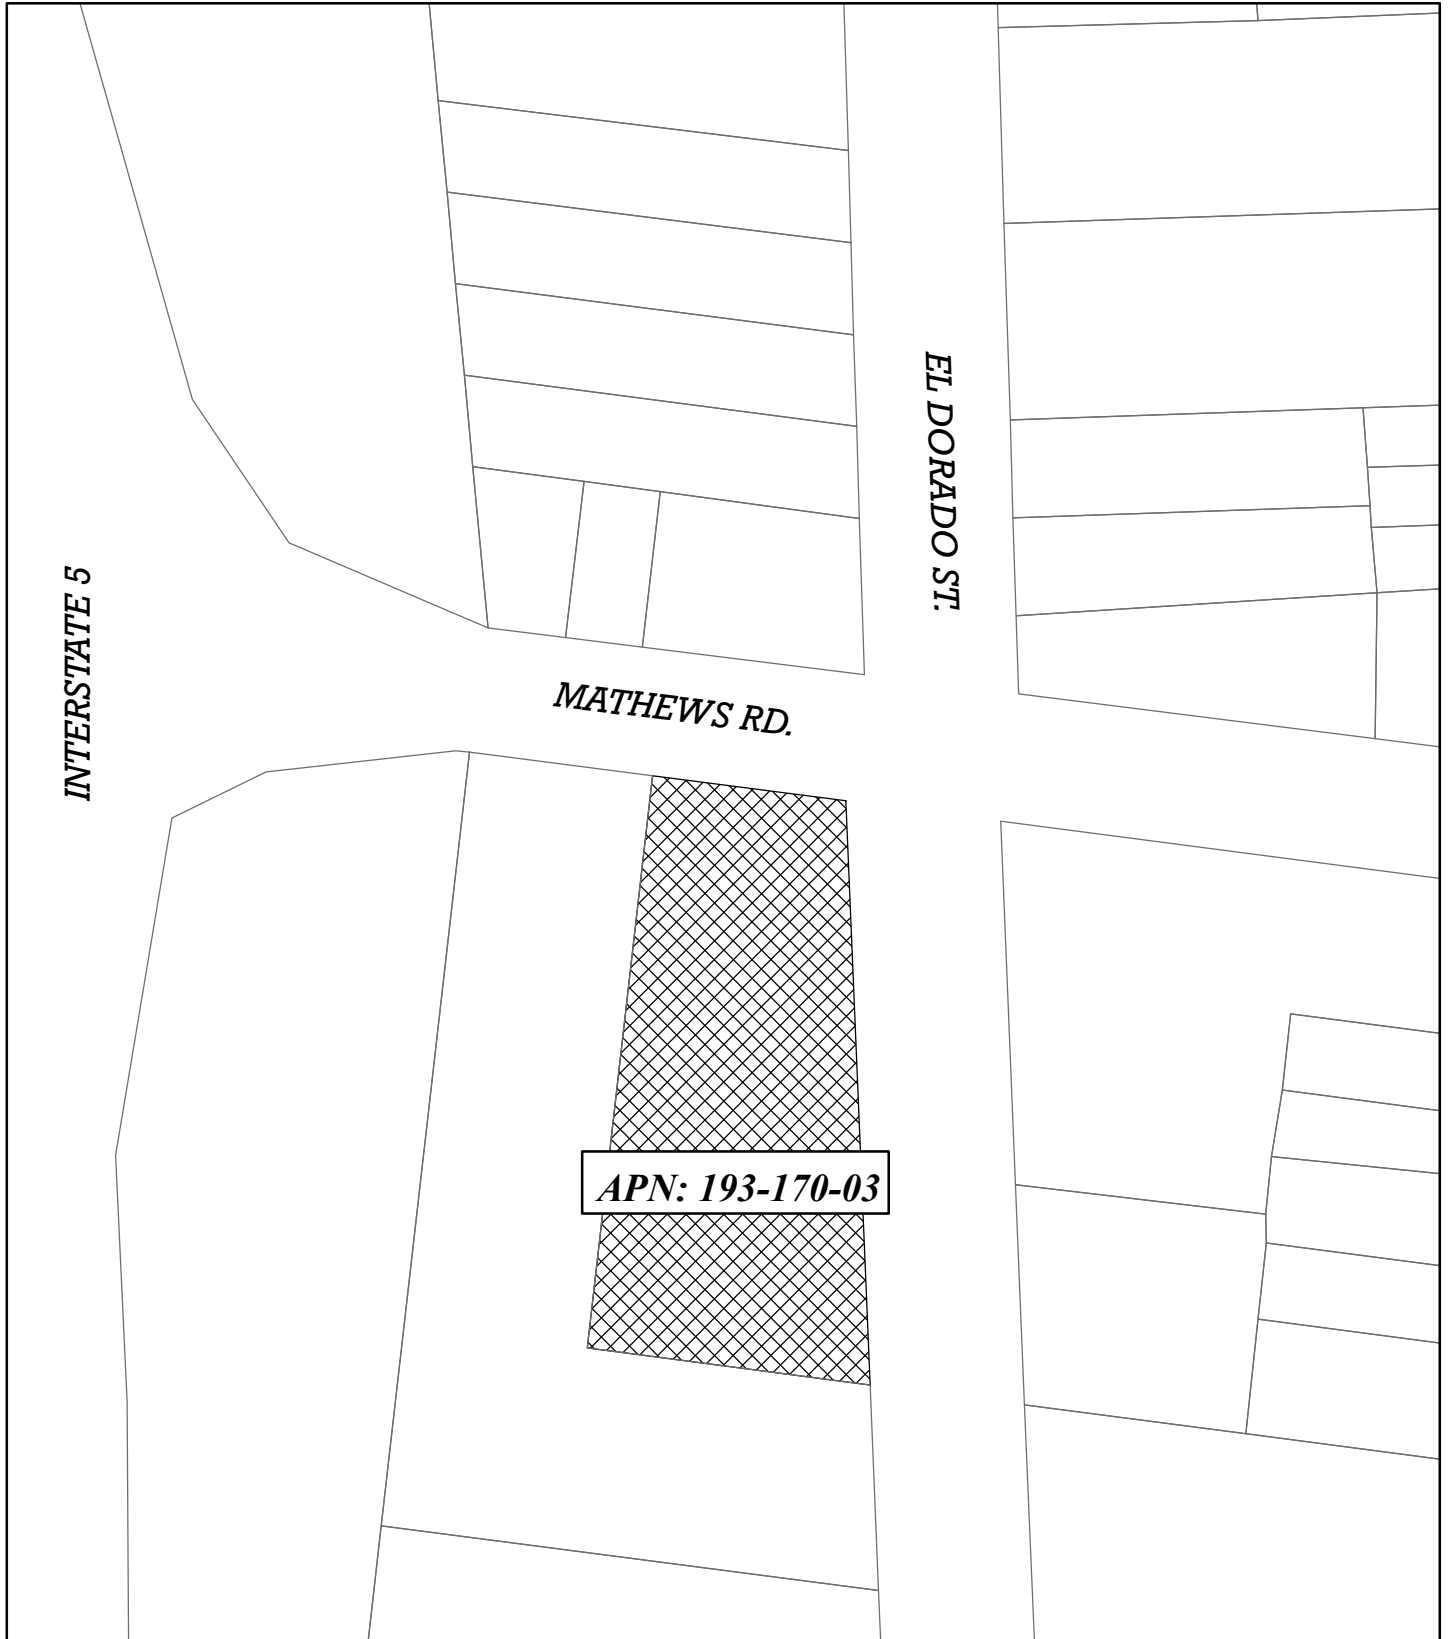 EL DORADO ST.
INTERSTATE 5
MATHEWS RD.
APN: 193-170-03